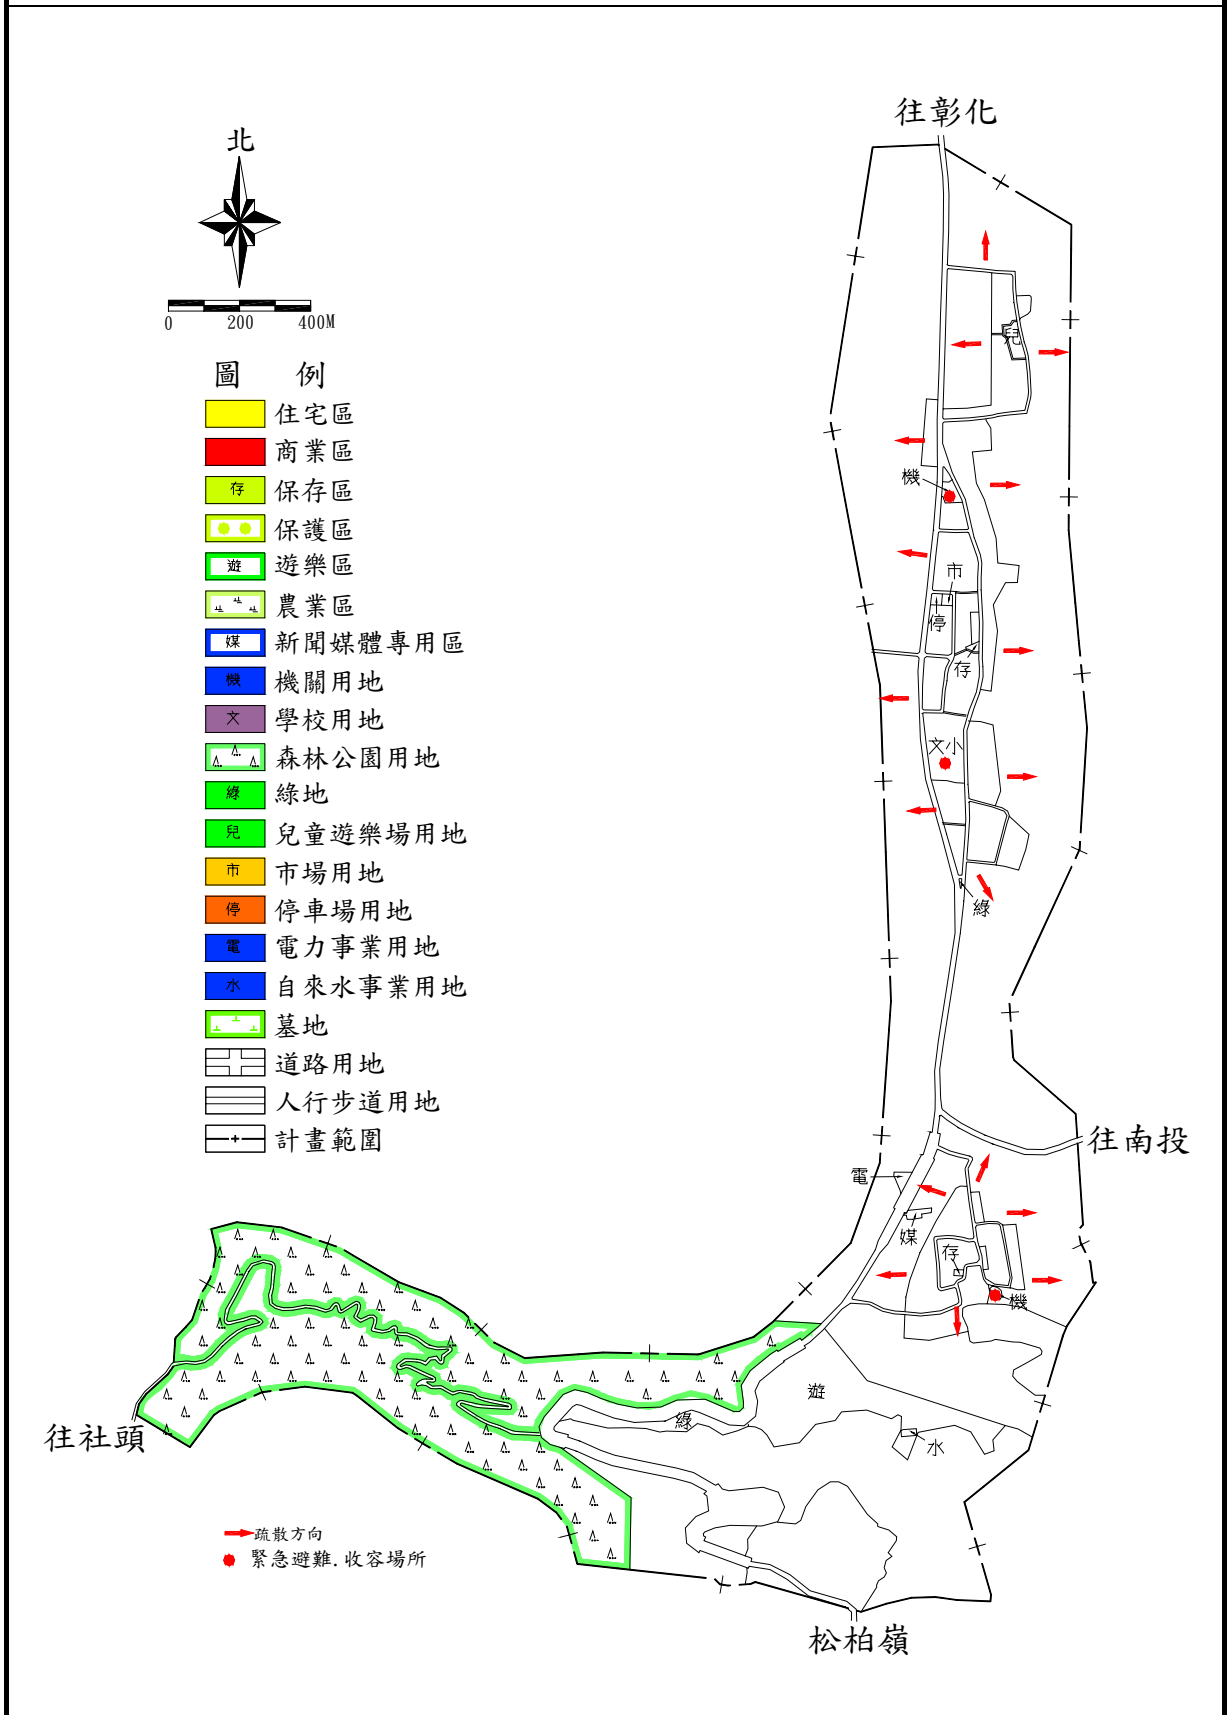 往彰化
北
0 200 400M
圖 例
住宅區
商業區
存 保存區
保護區
遊 遊樂區
農業區
媒 新聞媒體專用區
機 機關用地
文 學校用地
森林公園用地
綠 綠地
兒 兒童遊樂場用地
市 市場用地
停 停車場用地
電 電力事業用地
水 自來水事業用地
墓地
道路用地
人行步道用地
計畫範圍
兒
機
市
停
存
文小
綠
往南投
電
媒
存
機
遊
綠
水
往社頭
疏散方向
緊急避難.收容場所
松柏嶺